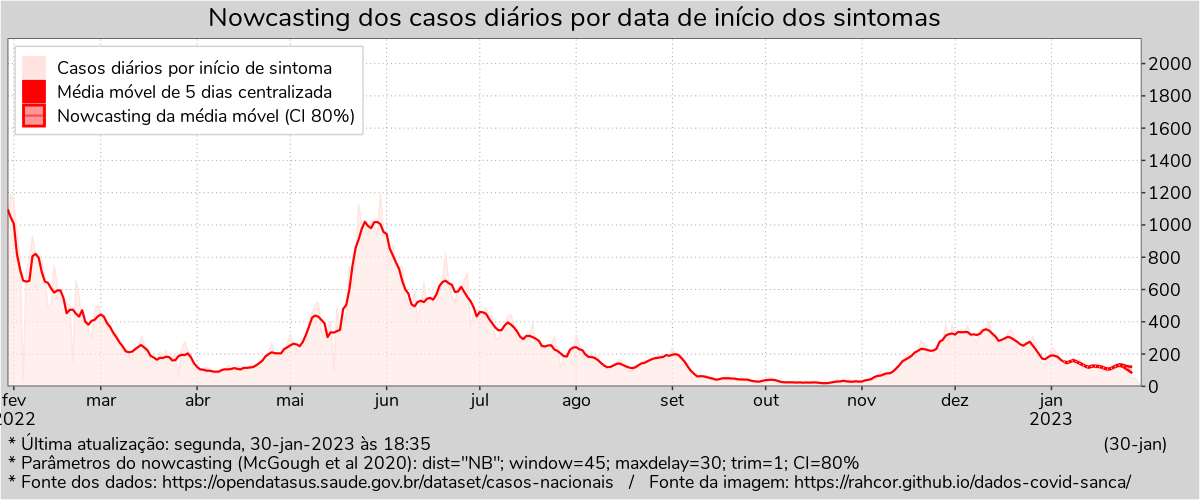 Nowcasting dos casos diários por data de início dos sintomas
Casos diários por início de sintoma
Média móvel de 5 dias centralizada
Nowcasting da média móvel (CI 80%)
2000
1800
1600
1400
1200
1000
800
600
400
200
0
fev mar abr mai jun jul ago set out nov dez jan
2022 2023
* Última atualização: segunda, 30-jan-2023 às 18:35 (30-jan)
* Parâmetros do nowcasting (McGough et al 2020): dist="NB"; window=45; maxdelay=30; trim=1; CI=80%
* Fonte dos dados: https://opendatasus.saude.gov.br/dataset/casos-nacionais / Fonte da imagem: https://rahcor.github.io/dados-covid-sanca/